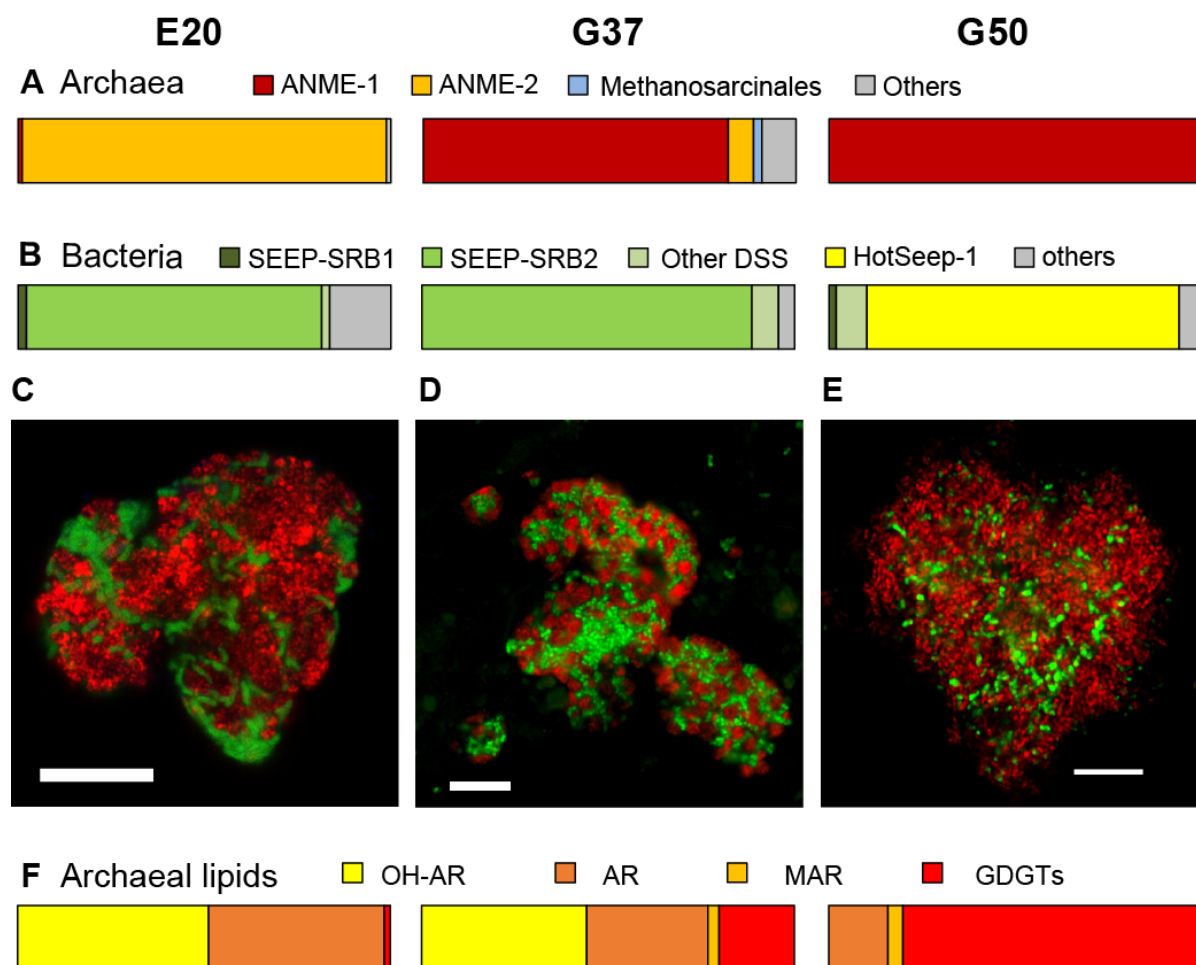 E20 G37 G50
A Archaea ANME-1 ANME-2 Methanosarcinales Others
B Bacteria SEEP-SRB1 SEEP-SRB2 Other DSS HotSeep-1 others
C D E
F Archaeal lipids OH-AR AR MAR GDGTs